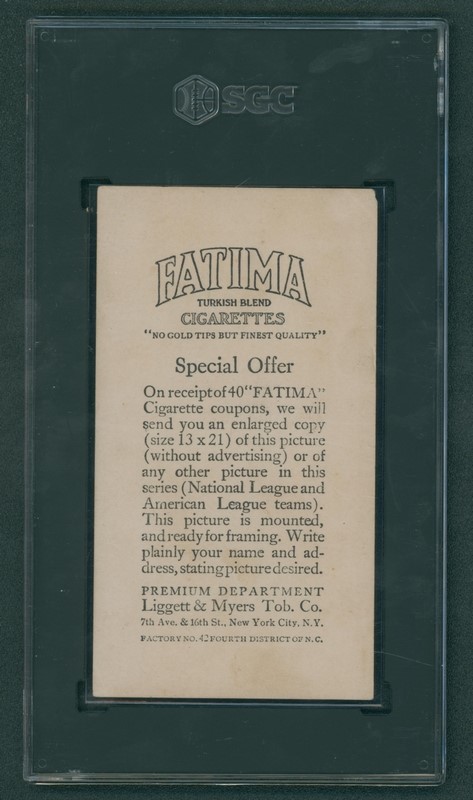 SGC
FATIMA
TURKISH BLEND
CIGARETTES
"NO GOLD TIPS BUT FINEST QUALITY"
Special Offer
On receipt of 40 "FATIMA"
Cigarette coupons, we will
send you an enlarged copy
(size 13 x 21) of this picture
(without advertising) or of
any other picture in this
series (National League and
American League teams).
This picture is mounted,
and ready for framing. Write
plainly your name and ad-
dress, stating picture desired.
PREMIUM DEPARTMENT
Liggett & Myers Tob. Co.
7th Ave. & 16th St., New York City. N.Y.
FACTORY NO. 42 FOURTH DISTRICT OF N.C.